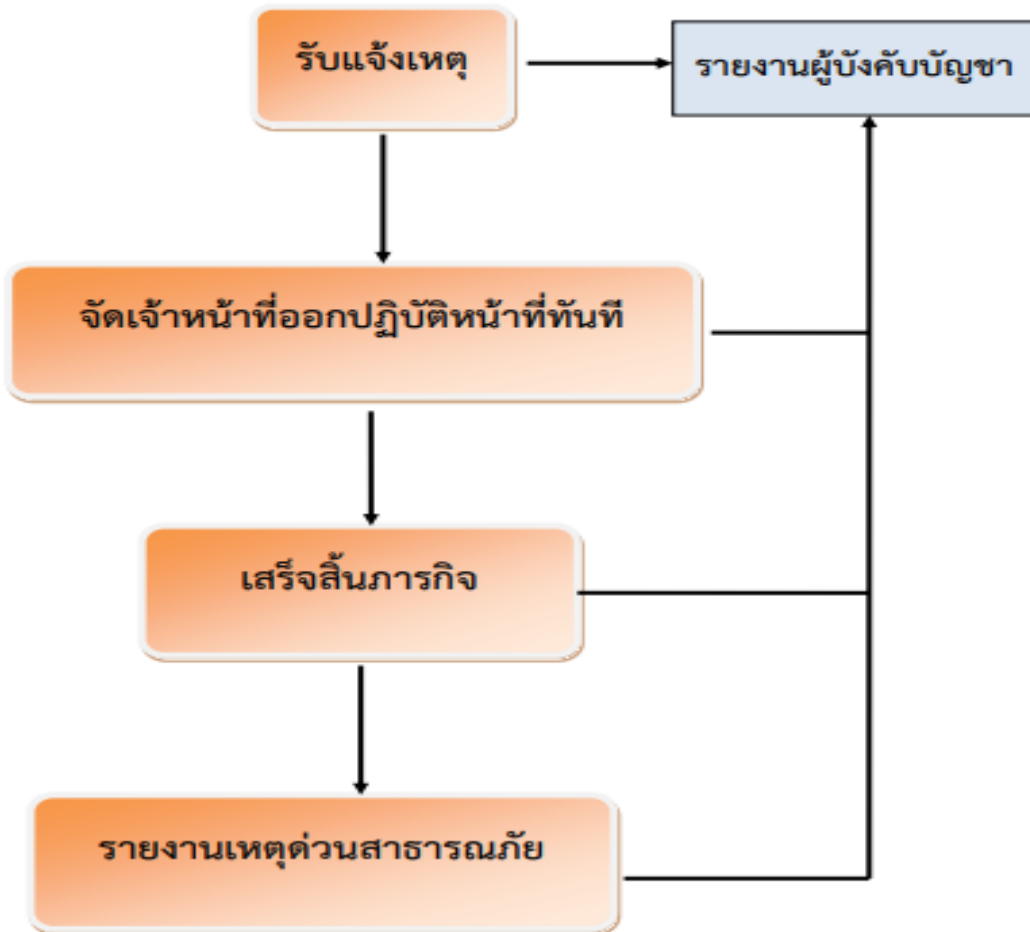 รับแจ้งเหตุ
รายงานผู้บังคับบัญชา
จัดเจ้าหน้าที่ออกปฏิบัติหน้าที่ทันที
เสร็จสิ้นภารกิจ
รายงานเหตุด่วนสาธารณภัย